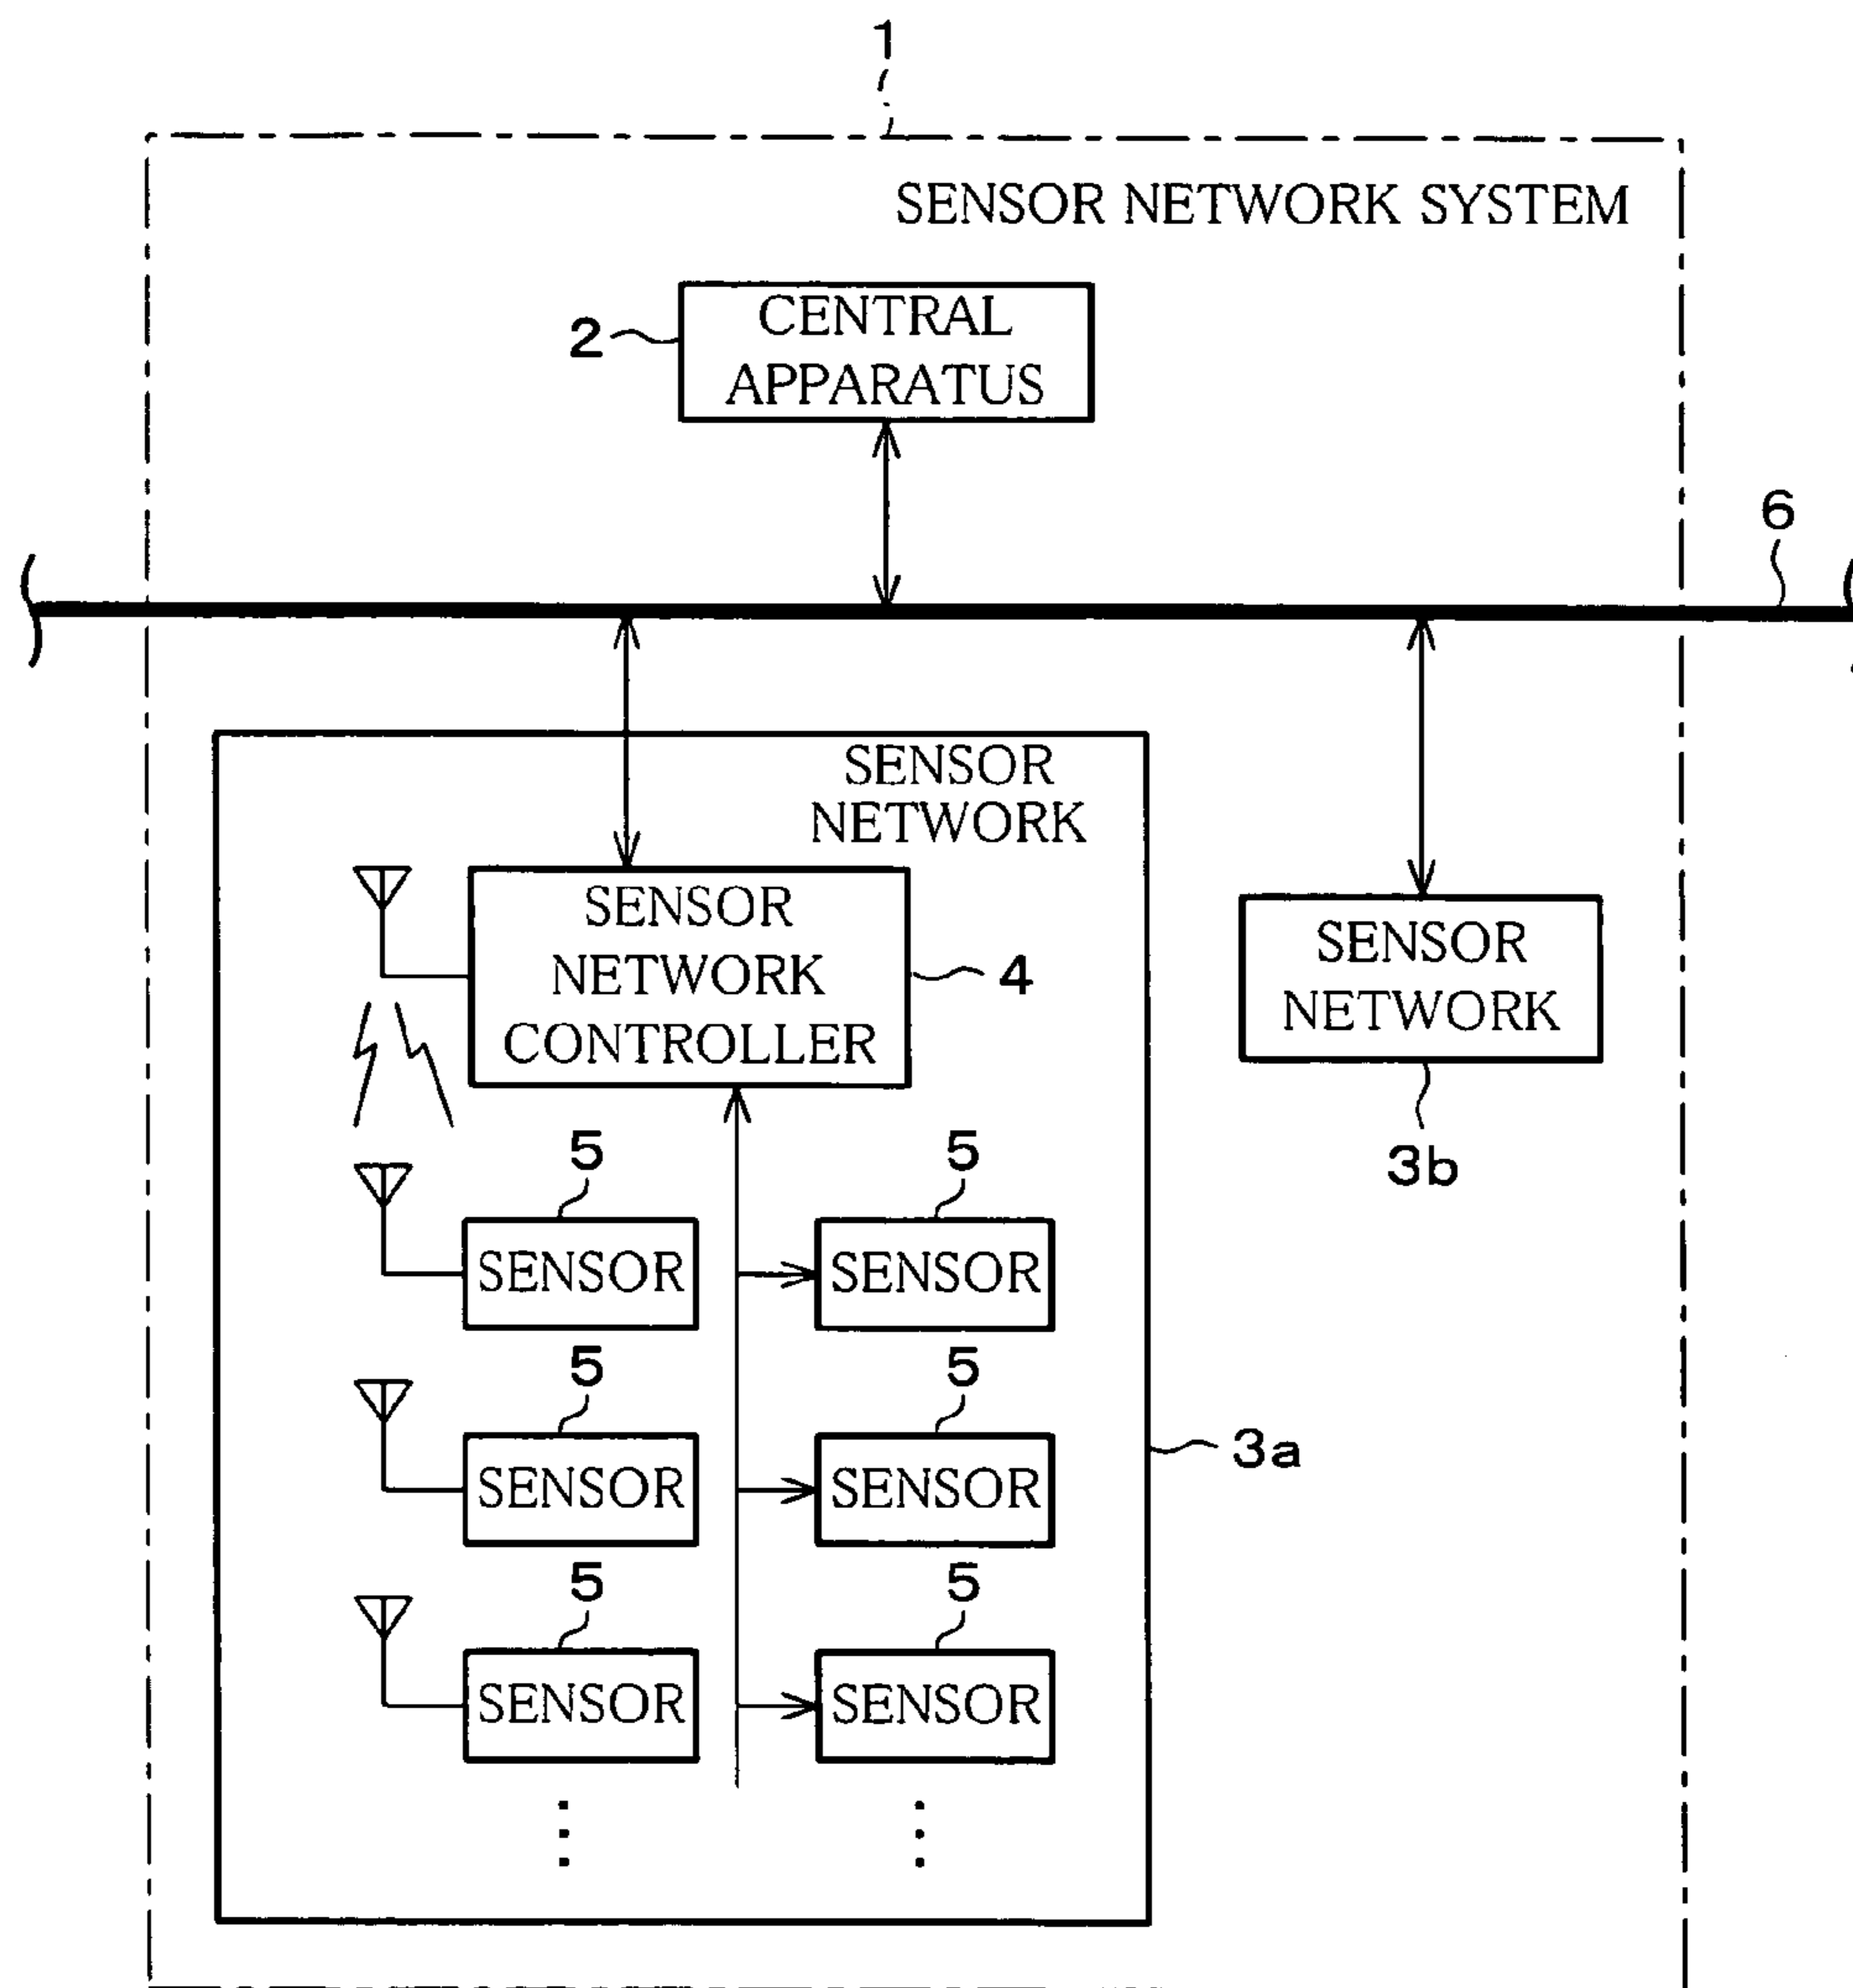 1
SENSOR NETWORK SYSTEM
2
CENTRAL
APPARATUS
6
SENSOR
NETWORK
SENSOR
NETWORK
CONTROLLER
4
SENSOR
NETWORK
3b
5
5
SENSOR
SENSOR
5
5
3a
SENSOR
SENSOR
5
5
SENSOR
SENSOR